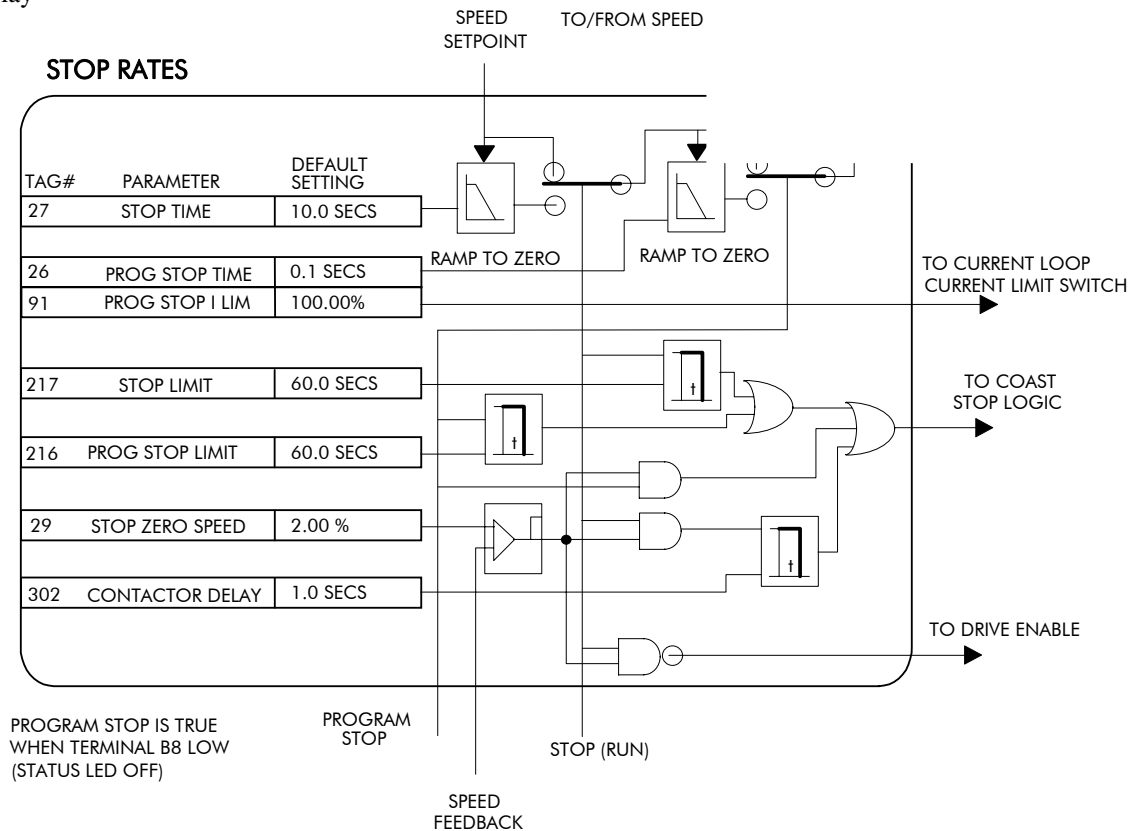 SPEED
SETPOINT
TO/FROM SPEED
STOP RATES
TAG# PARAMETER DEFAULT
SETTING
27 STOP TIME 10.0 SECS
RAMP TO ZERO
RAMP TO ZERO
26 PROG STOP TIME 0.1 SECS
91 PROG STOP I LIM 100.00%
TO CURRENT LOOP
CURRENT LIMIT SWITCH
217 STOP LIMIT 60.0 SECS
t
TO COAST
STOP LOGIC
216 PROG STOP LIMIT 60.0 SECS
t
29 STOP ZERO SPEED 2.00 %
t
302 CONTACTOR DELAY 1.0 SECS
TO DRIVE ENABLE
PROGRAM STOP IS TRUE
WHEN TERMINAL B8 LOW
(STATUS LED OFF)
PROGRAM
STOP
STOP (RUN)
SPEED
FEEDBACK